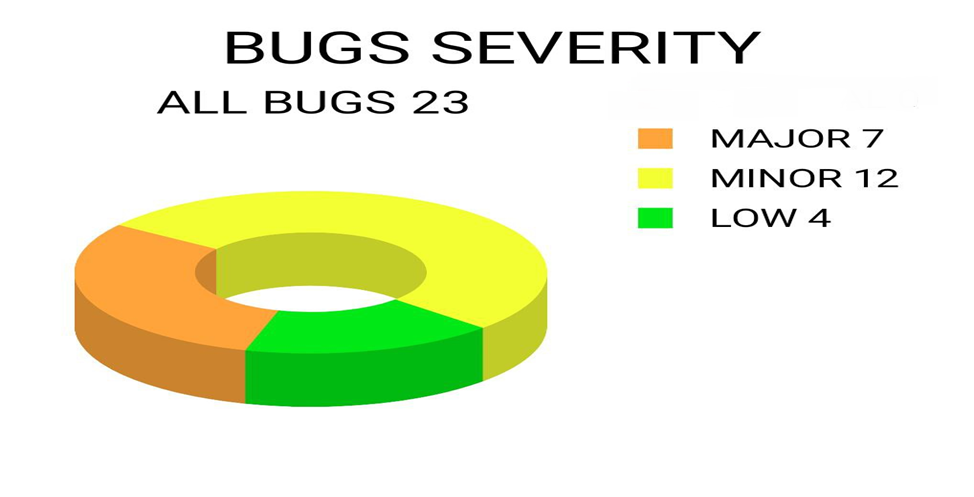 BUGS SEVERITY
ALL BUGS 23
MAJOR 7
MINOR 12
LOW 4